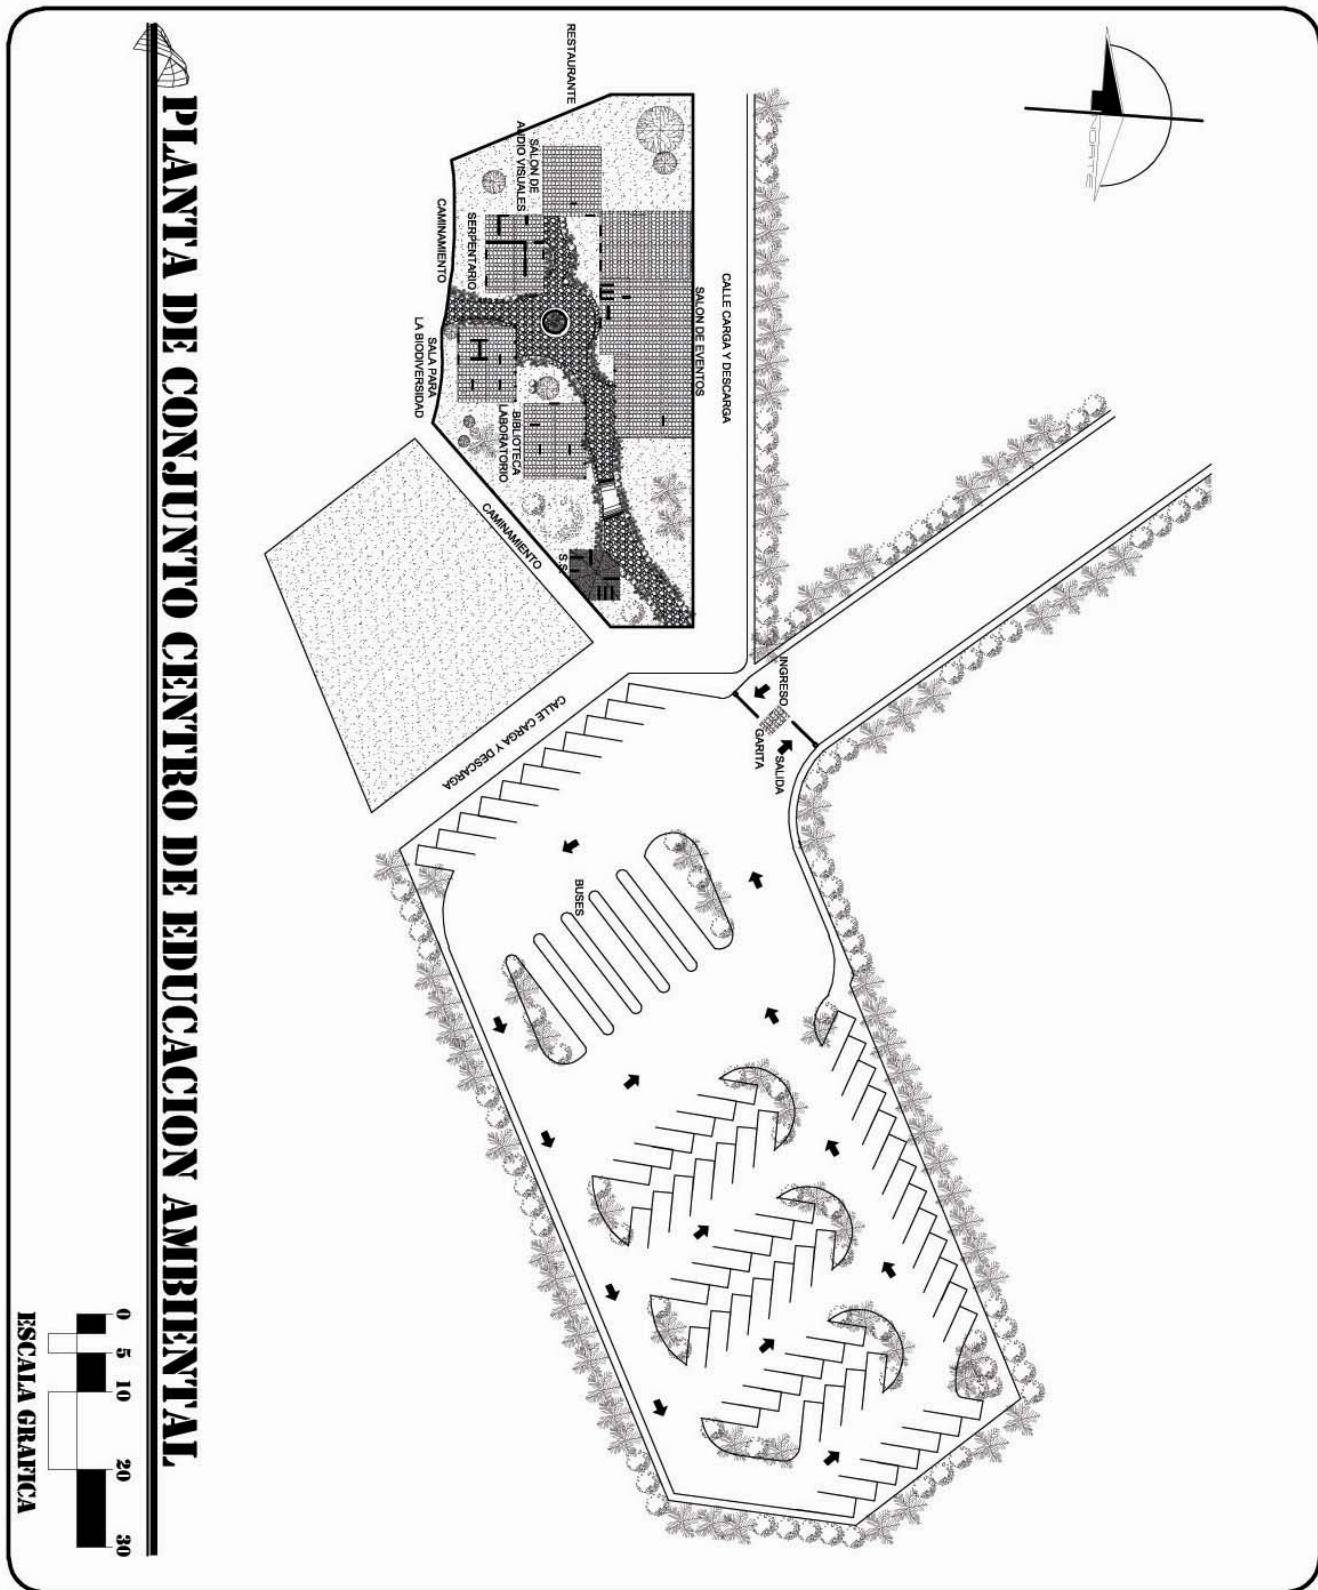 NORTE
RESTAURANTE
SALON DE
AUDIO VISUALES
SERPENTARIO
CAMINAMIENTO
SALA PARA
LA BIODIVERSIDAD
BIBLIOTECA
LABORATORIO
CAMINAMIENTO
S.S.
SALON DE EVENTOS
CALLE CARGA Y DESCARGA
INGRESO
GARITA
SALIDA
CALLE CARGA Y DESCARGA
BUSES
PLANTA DE CONJUNTO CENTRO DE EDUCACION AMBIENTAL
0 5 10 20 30
ESCALA GRAFICA